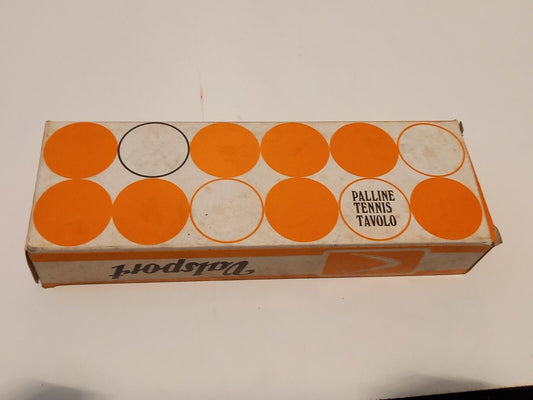 PALLINE
TENNIS
TAVOLO
Valsport